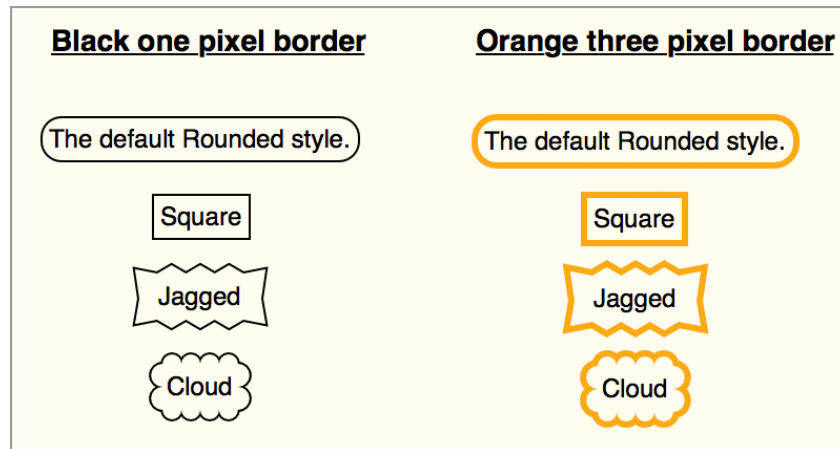 Black one pixel border
Orange three pixel border
The default Rounded style.
The default Rounded style.
Square
Square
Jagged
Jagged
Cloud
Cloud